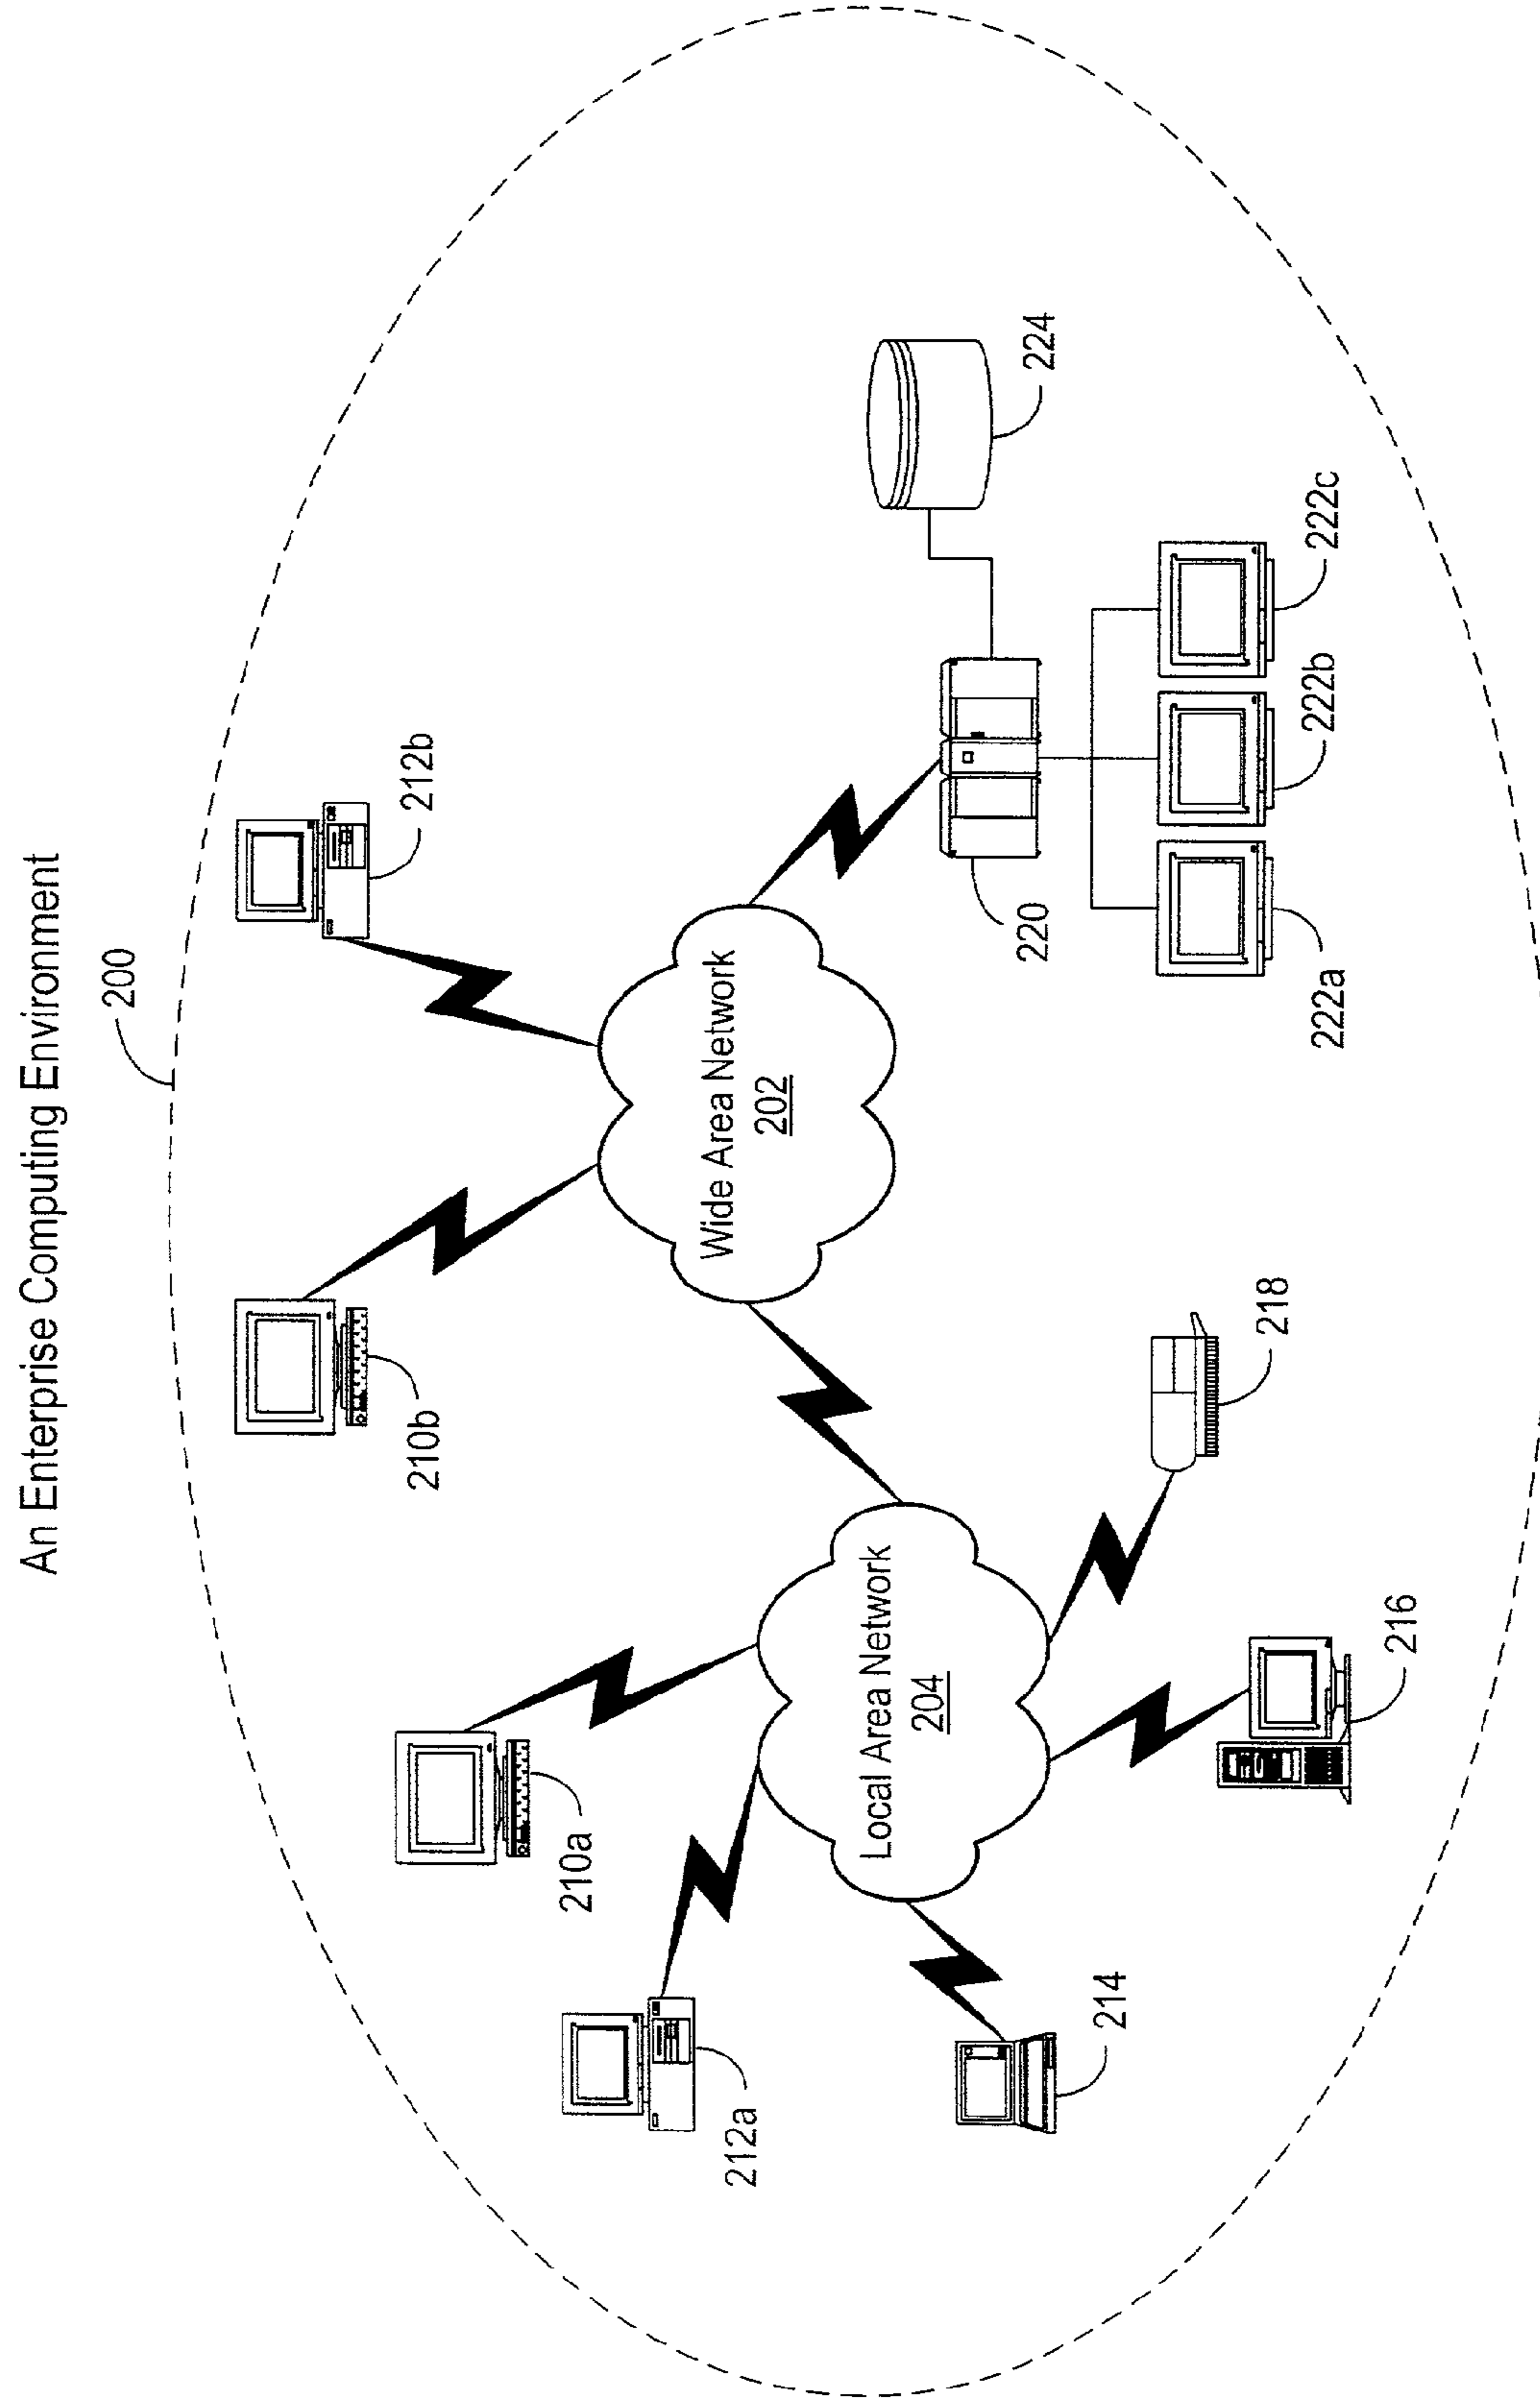 An Enterprise Computing Environment
200
210b
212b
210a
212a
Wide Area Network
202
Local Area Network
204
224
220
214
218
216
222a
222b
222c